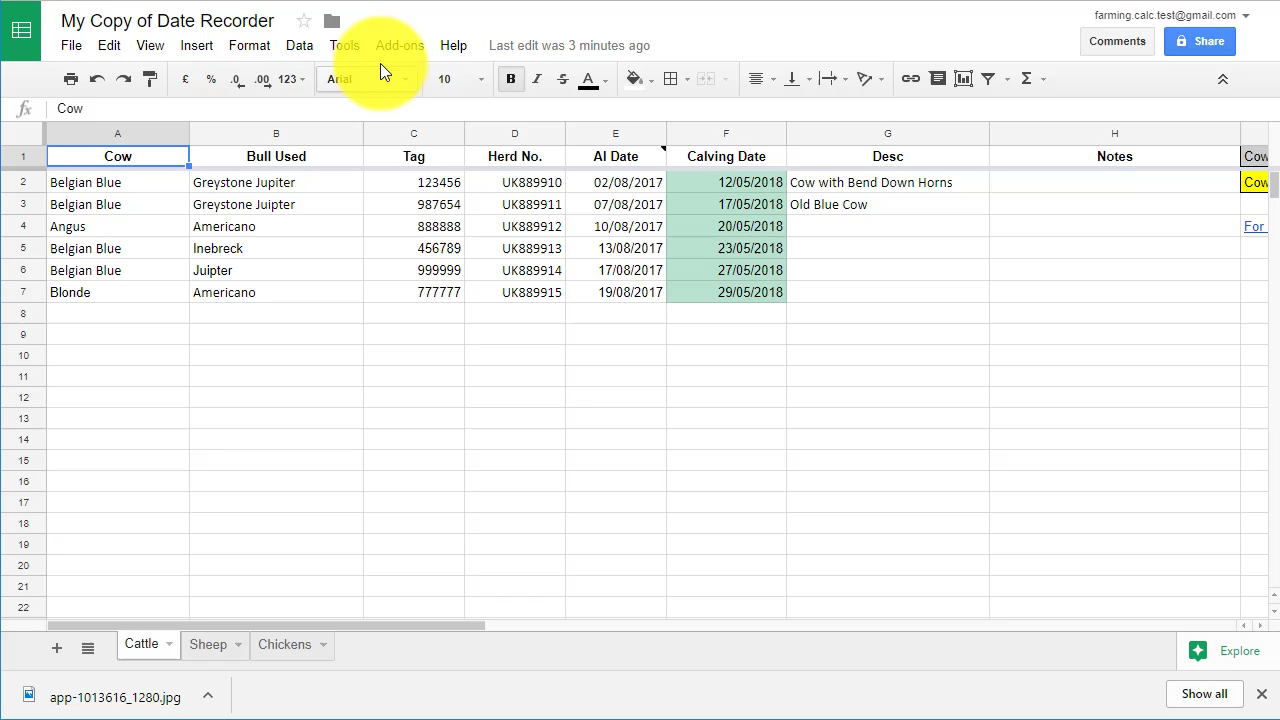 My Copy of Date Recorder
farming.calc.test@gmail.com
File Edit View Insert Format Data Tools Add-ons Help Last edit was 3 minutes ago
Comments Share
£ % .0 .00 123 Arial 10 B I S A Σ
fx Cow
A B C D E F G H
1 Cow Bull Used Tag Herd No. AI Date Calving Date Desc Notes Cow
2 Belgian Blue Greystone Jupiter 123456 UK889910 02/08/2017 12/05/2018 Cow with Bend Down Horns Cow
3 Belgian Blue Greystone Juipter 987654 UK889911 07/08/2017 17/05/2018 Old Blue Cow
4 Angus Americano 888888 UK889912 10/08/2017 20/05/2018 For
5 Belgian Blue Inebreck 456789 UK889913 13/08/2017 23/05/2018
6 Belgian Blue Juipter 999999 UK889914 17/08/2017 27/05/2018
7 Blonde Americano 777777 UK889915 19/08/2017 29/05/2018
8
9
10
11
12
13
14
15
16
17
18
19
20
21
22
+ Cattle Sheep Chickens Explore
app-1013616_1280.jpg Show all